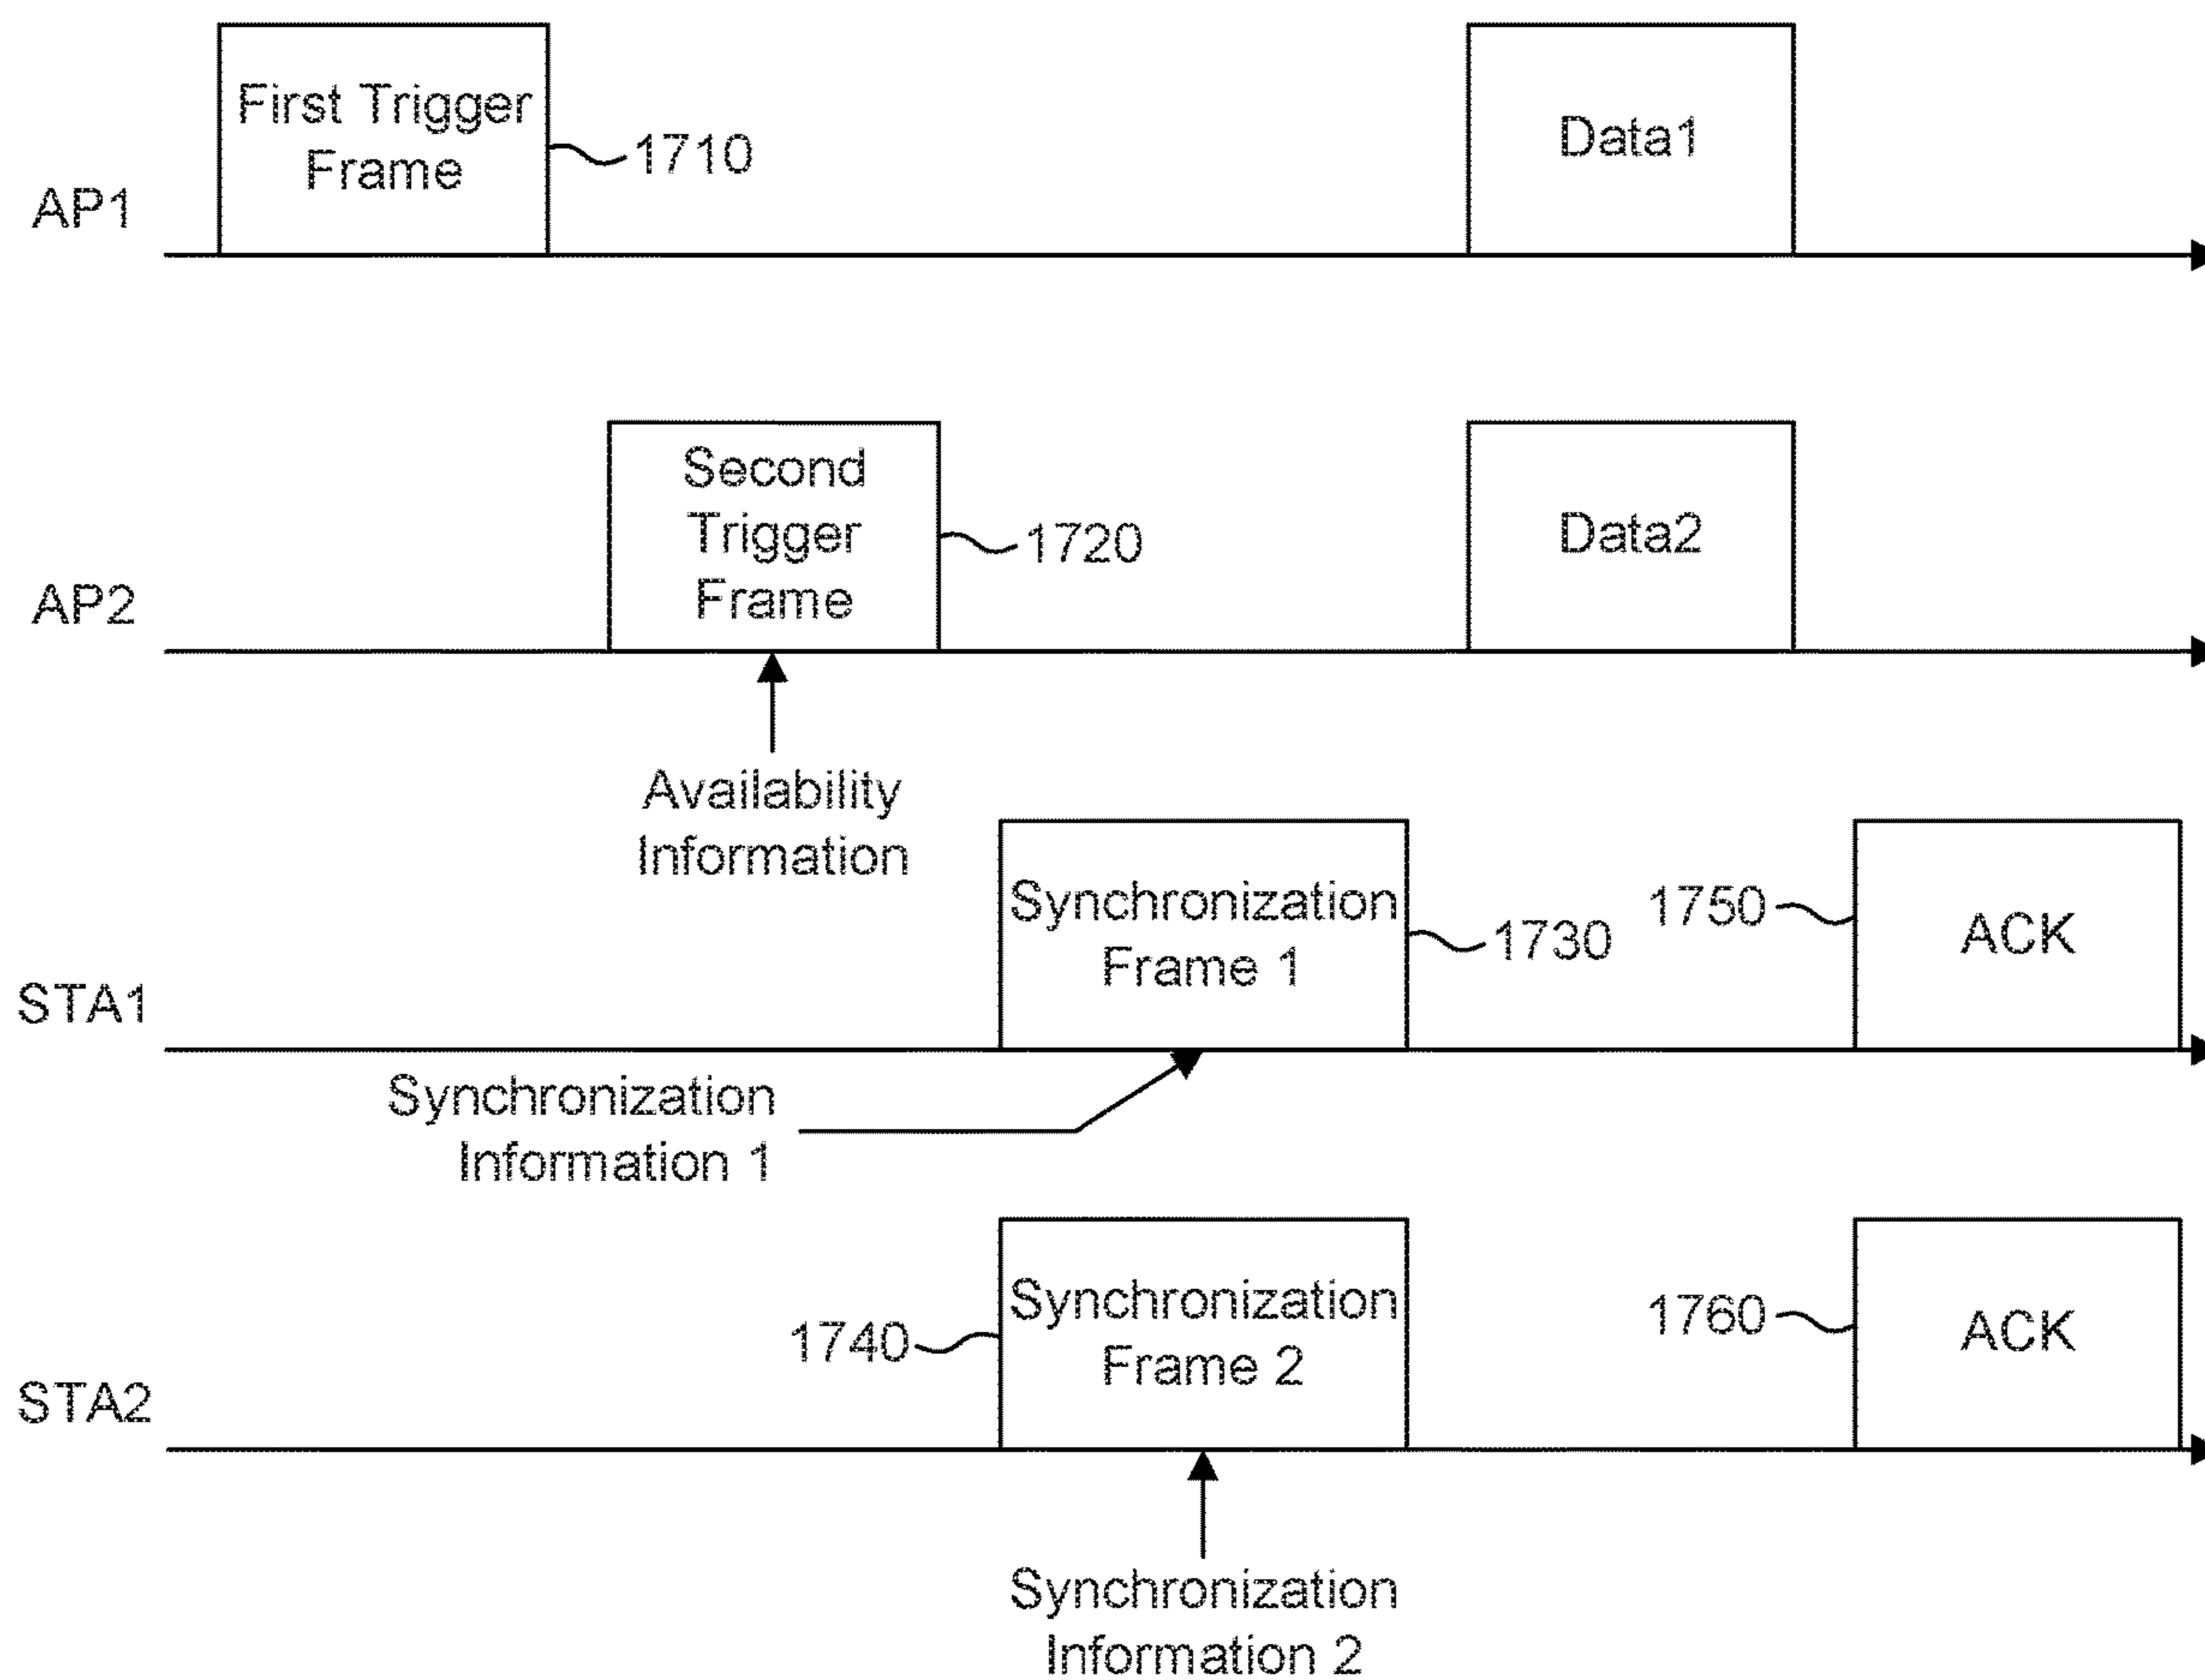 First Trigger
Frame
1710
Data1
AP1
Second
Trigger
Frame
1720
Data2
AP2
Availability
Information
Synchronization
Frame 1
1730
1750
ACK
STA1
Synchronization
Information 1
Synchronization
Frame 2
1740
1760
ACK
STA2
Synchronization
Information 2